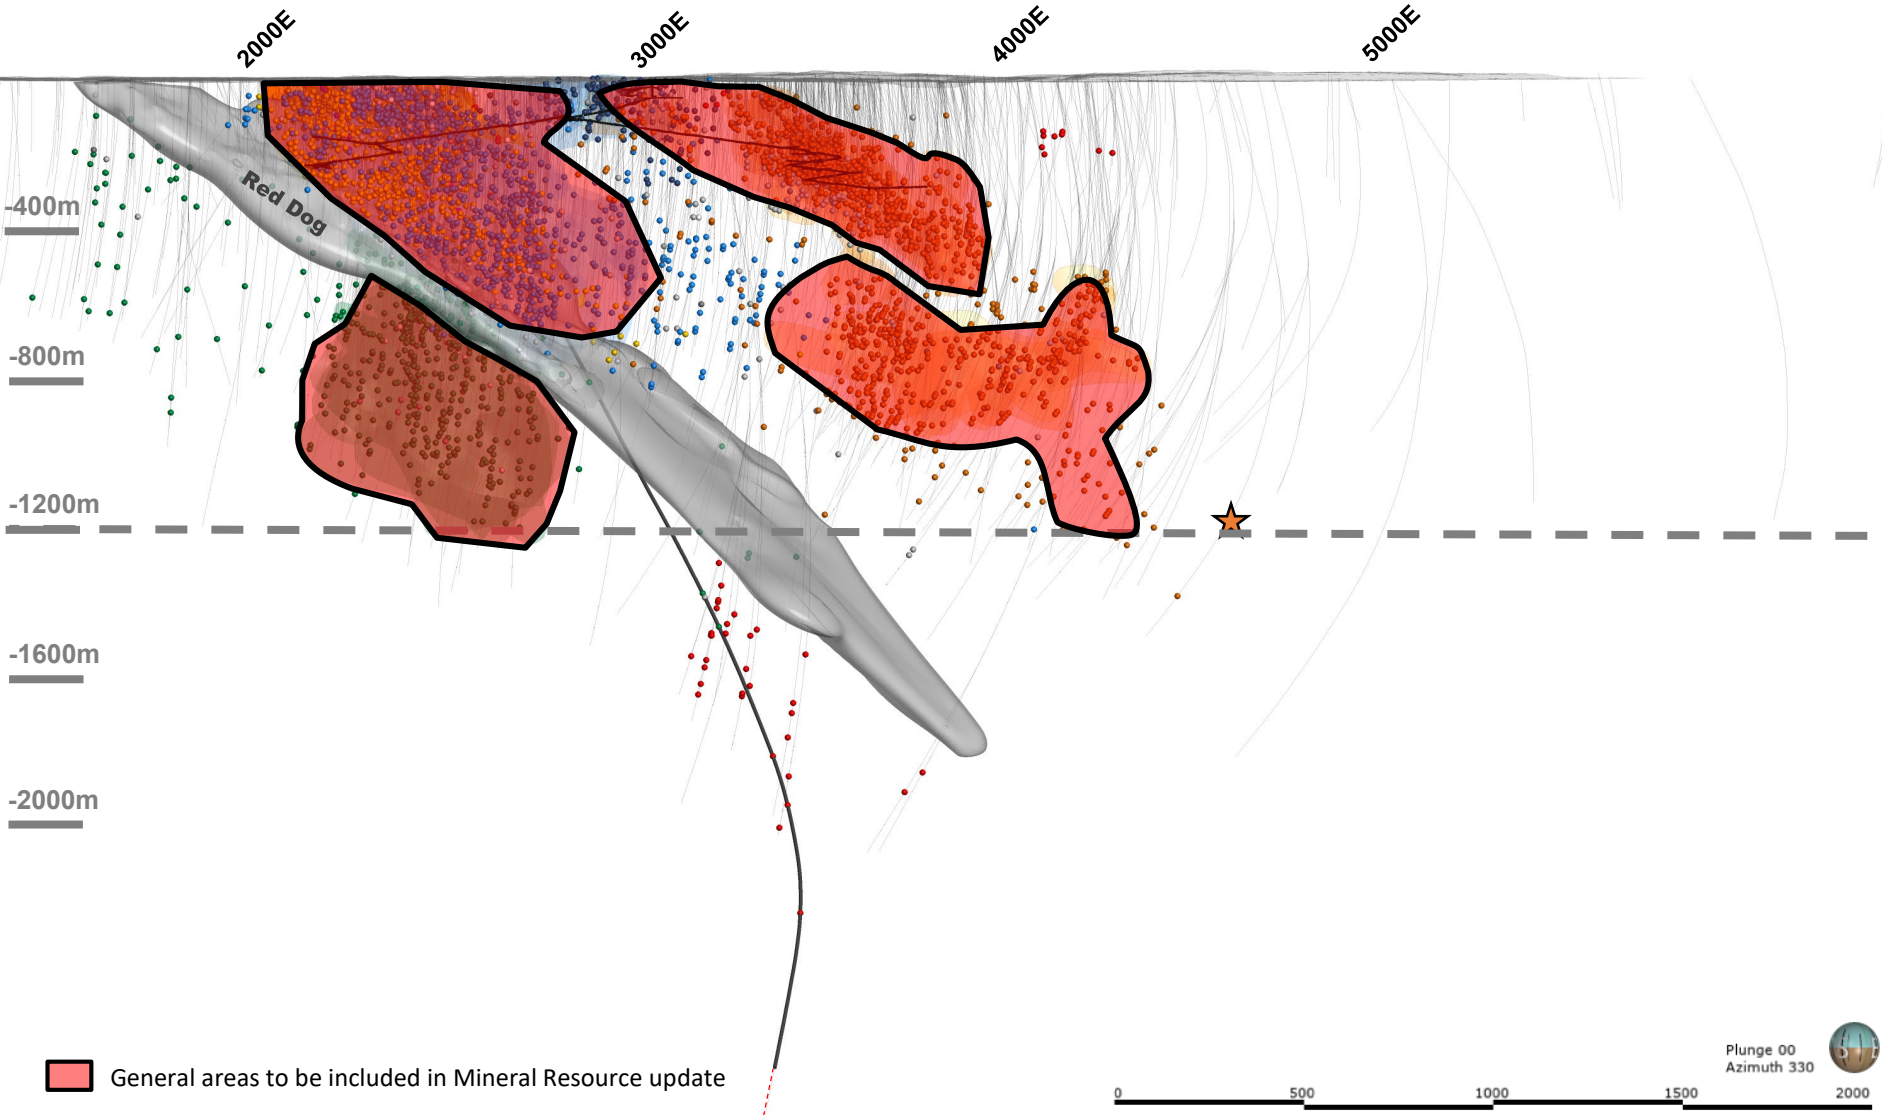 2000E
3000E
4000E
5000E
-400m
Red Dog
-800m
-1200m
-1600m
-2000m
General areas to be included in Mineral Resource update
Plunge 00
Azimuth 330
0 500 1000 1500 2000